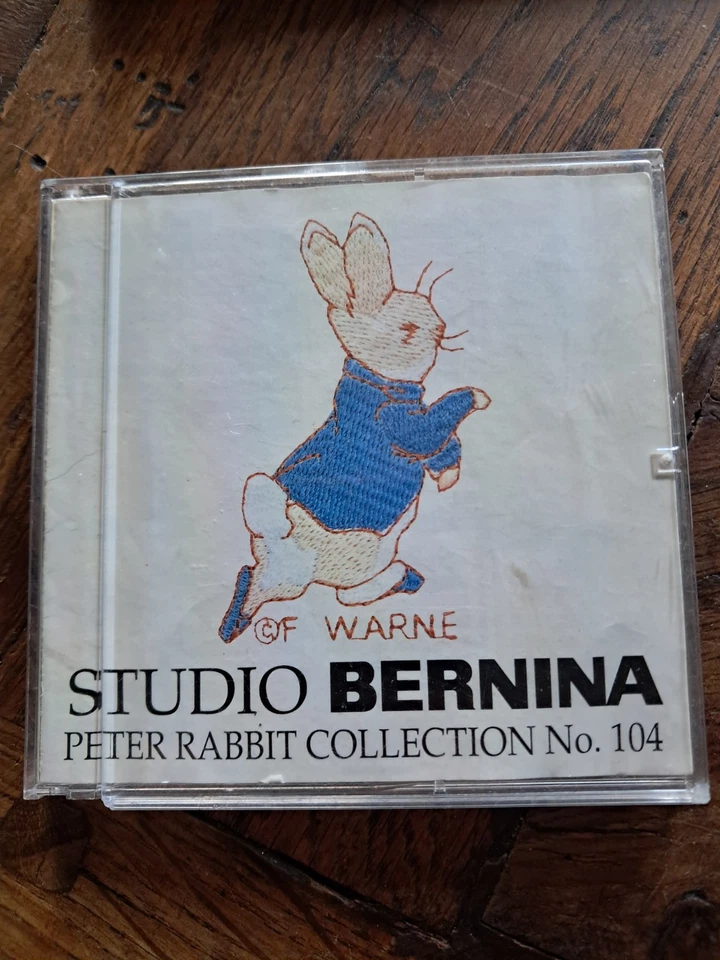 ©F WARNE
STUDIO BERNINA
PETER RABBIT COLLECTION No. 104